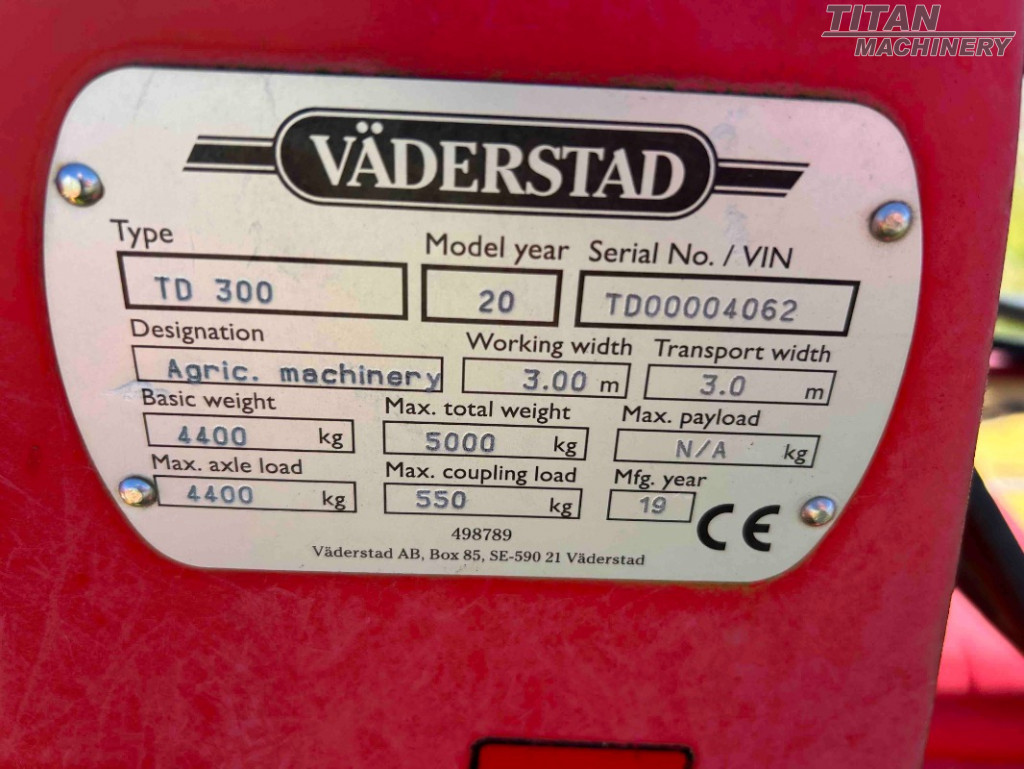 TITAN
MACHINERY
VÄDERSTAD
Type Model year Serial No. / VIN
TD 300 20 TD00004062
Designation Working width Transport width
Agric. machinery 3.00 m 3.0 m
Basic weight Max. total weight Max. payload
4400 kg 5000 kg N/A kg
Max. axle load Max. coupling load Mfg. year
4400 kg 550 kg 19 CE
498789
Väderstad AB, Box 85, SE-590 21 Väderstad